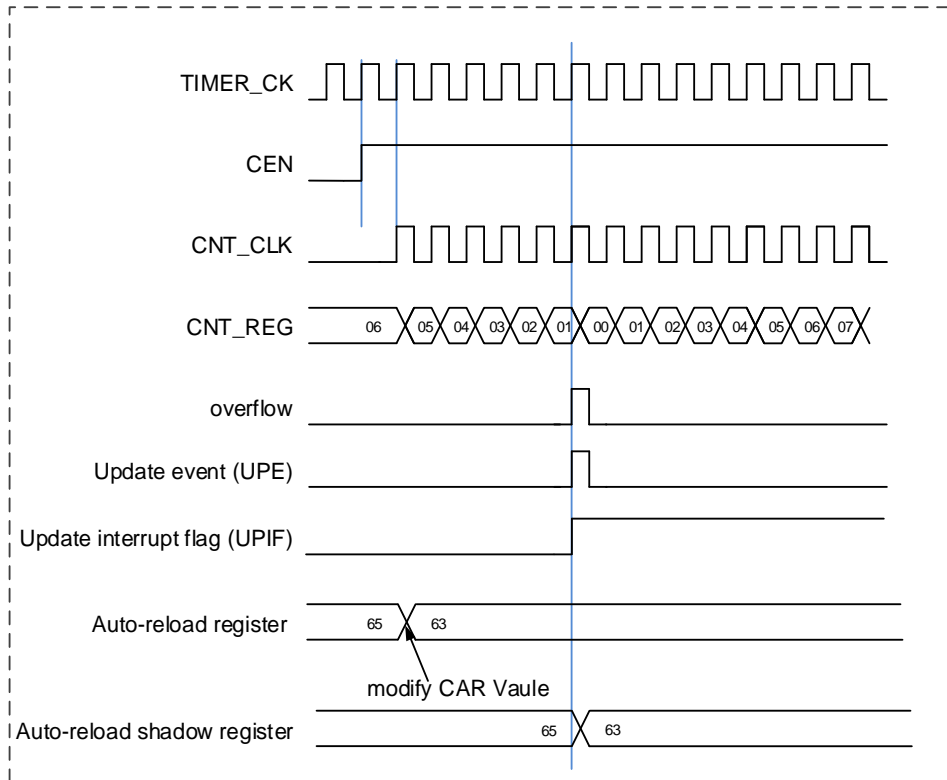 TIMER_CK
CEN
CNT_CLK
CNT_REG 06 05 04 03 02 01 00 01 02 03 04 05 06 07
overflow
Update event (UPE)
Update interrupt flag (UPIF)
Auto-reload register 65 63
modify CAR Vaule
Auto-reload shadow register 65 63